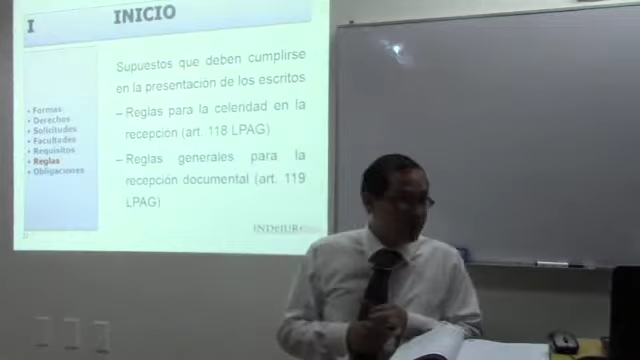 I INICIO
Supuestos que deben cumplirse
en la presentación de los escritos
– Reglas para la celeridad en la
recepción (art. 118 LPAG)
– Reglas generales para la
recepción documental (art. 119
LPAG)
• Formas
• Derechos
• Solicitudes
• Facultades
• Requisitos
• Reglas
• Obligaciones